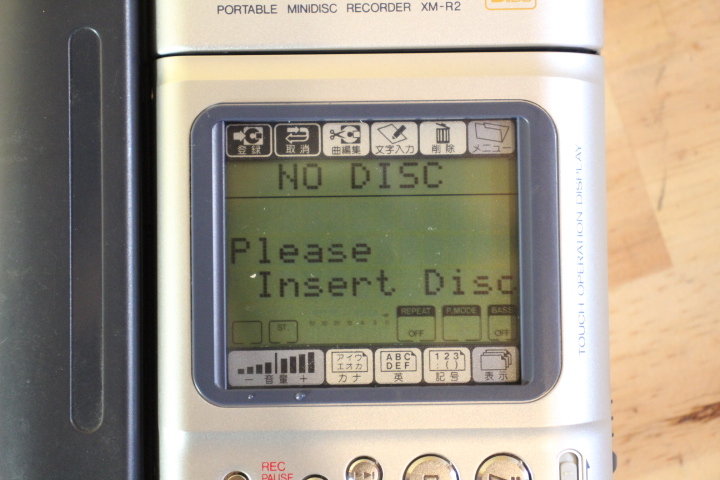 PORTABLE MINIDISC RECORDER XM-R2
登録 取消 曲編集 文字入力 削除 メニュー
NO DISC
Please
Insert Disc
REPEAT P.MODE BASS
ST OFF OFF
アイウ ABC 123
エオカ DEF :()
− 音量 + カナ 英 記号 表示
TOUCH OPERATION DISPLAY
REC
PAUSE